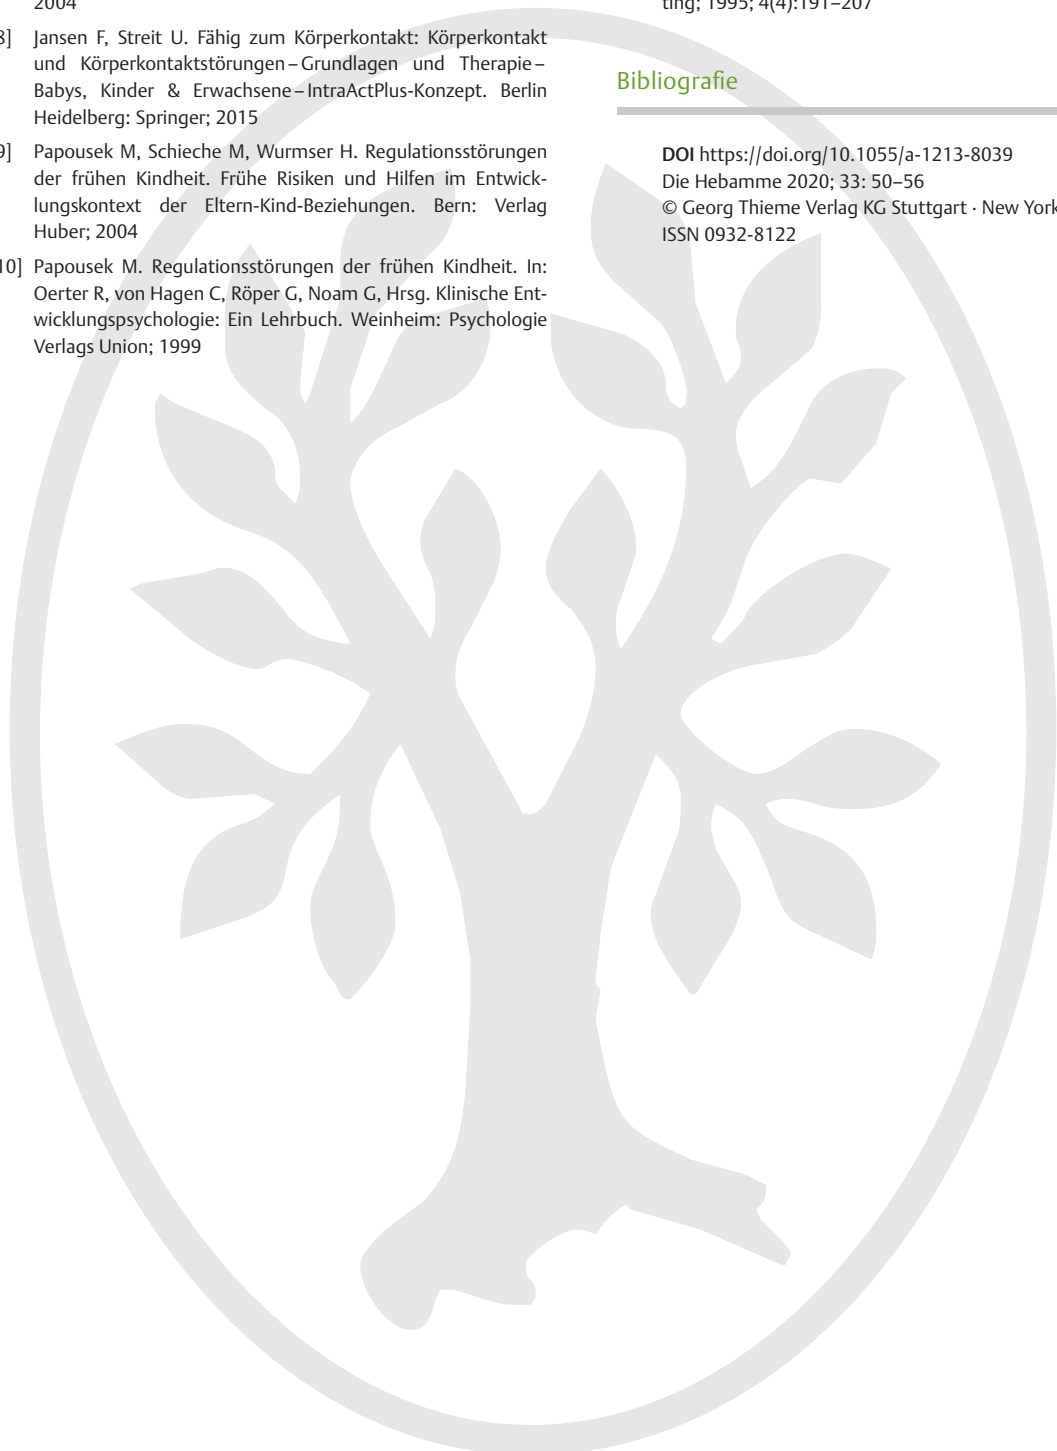 2004
8] Jansen F, Streit U. Fähig zum Körperkontakt: Körperkontakt
und Körperkontaktstörungen – Grundlagen und Therapie –
Babys, Kinder & Erwachsene – IntraActPlus-Konzept. Berlin
Heidelberg: Springer; 2015
9] Papousek M, Schieche M, Wurmser H. Regulationsstörungen
der frühen Kindheit. Frühe Risiken und Hilfen im Entwick-
lungskontext der Eltern-Kind-Beziehungen. Bern: Verlag
Huber; 2004
10] Papousek M. Regulationsstörungen der frühen Kindheit. In:
Oerter R, von Hagen C, Röper G, Noam G, Hrsg. Klinische Ent-
wicklungspsychologie: Ein Lehrbuch. Weinheim: Psychologie
Verlags Union; 1999
ting; 1995; 4(4):191–207
Bibliografie
DOI https://doi.org/10.1055/a-1213-8039
Die Hebamme 2020; 33: 50–56
© Georg Thieme Verlag KG Stuttgart · New York
ISSN 0932-8122